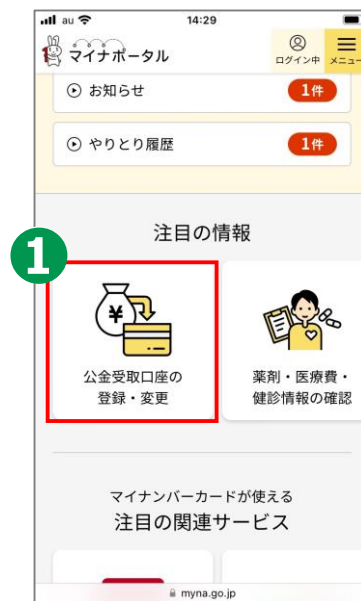 au 14:29
マイナポータル
ログイン中 メニュー
お知らせ 1件
やりとり履歴 1件
注目の情報
1
¥
公金受取口座の
登録・変更
薬剤・医療費・
健診情報の確認
マイナンバーカードが使える
注目の関連サービス
myna.go.jp